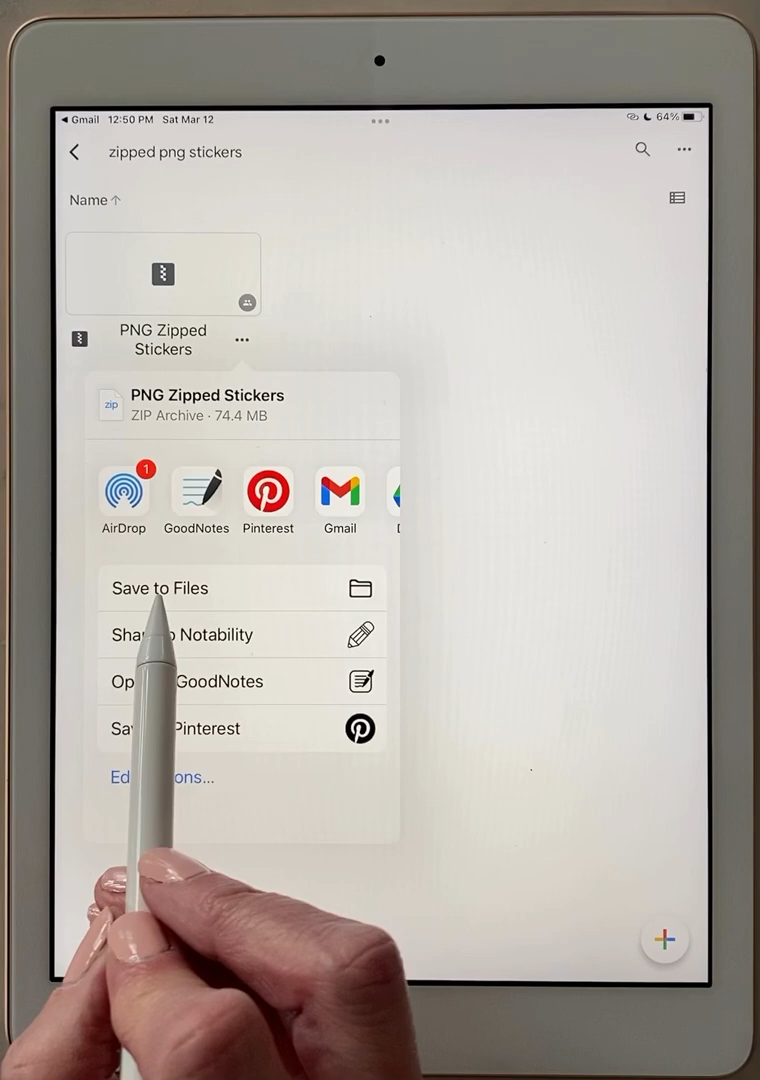 Gmail 12:50 PM Sat Mar 12
64%
zipped png stickers
Name
PNG Zipped
Stickers
PNG Zipped Stickers
zip
ZIP Archive · 74.4 MB
1
AirDrop GoodNotes Pinterest Gmail
Save to Files
Notability
GoodNotes
Pinterest